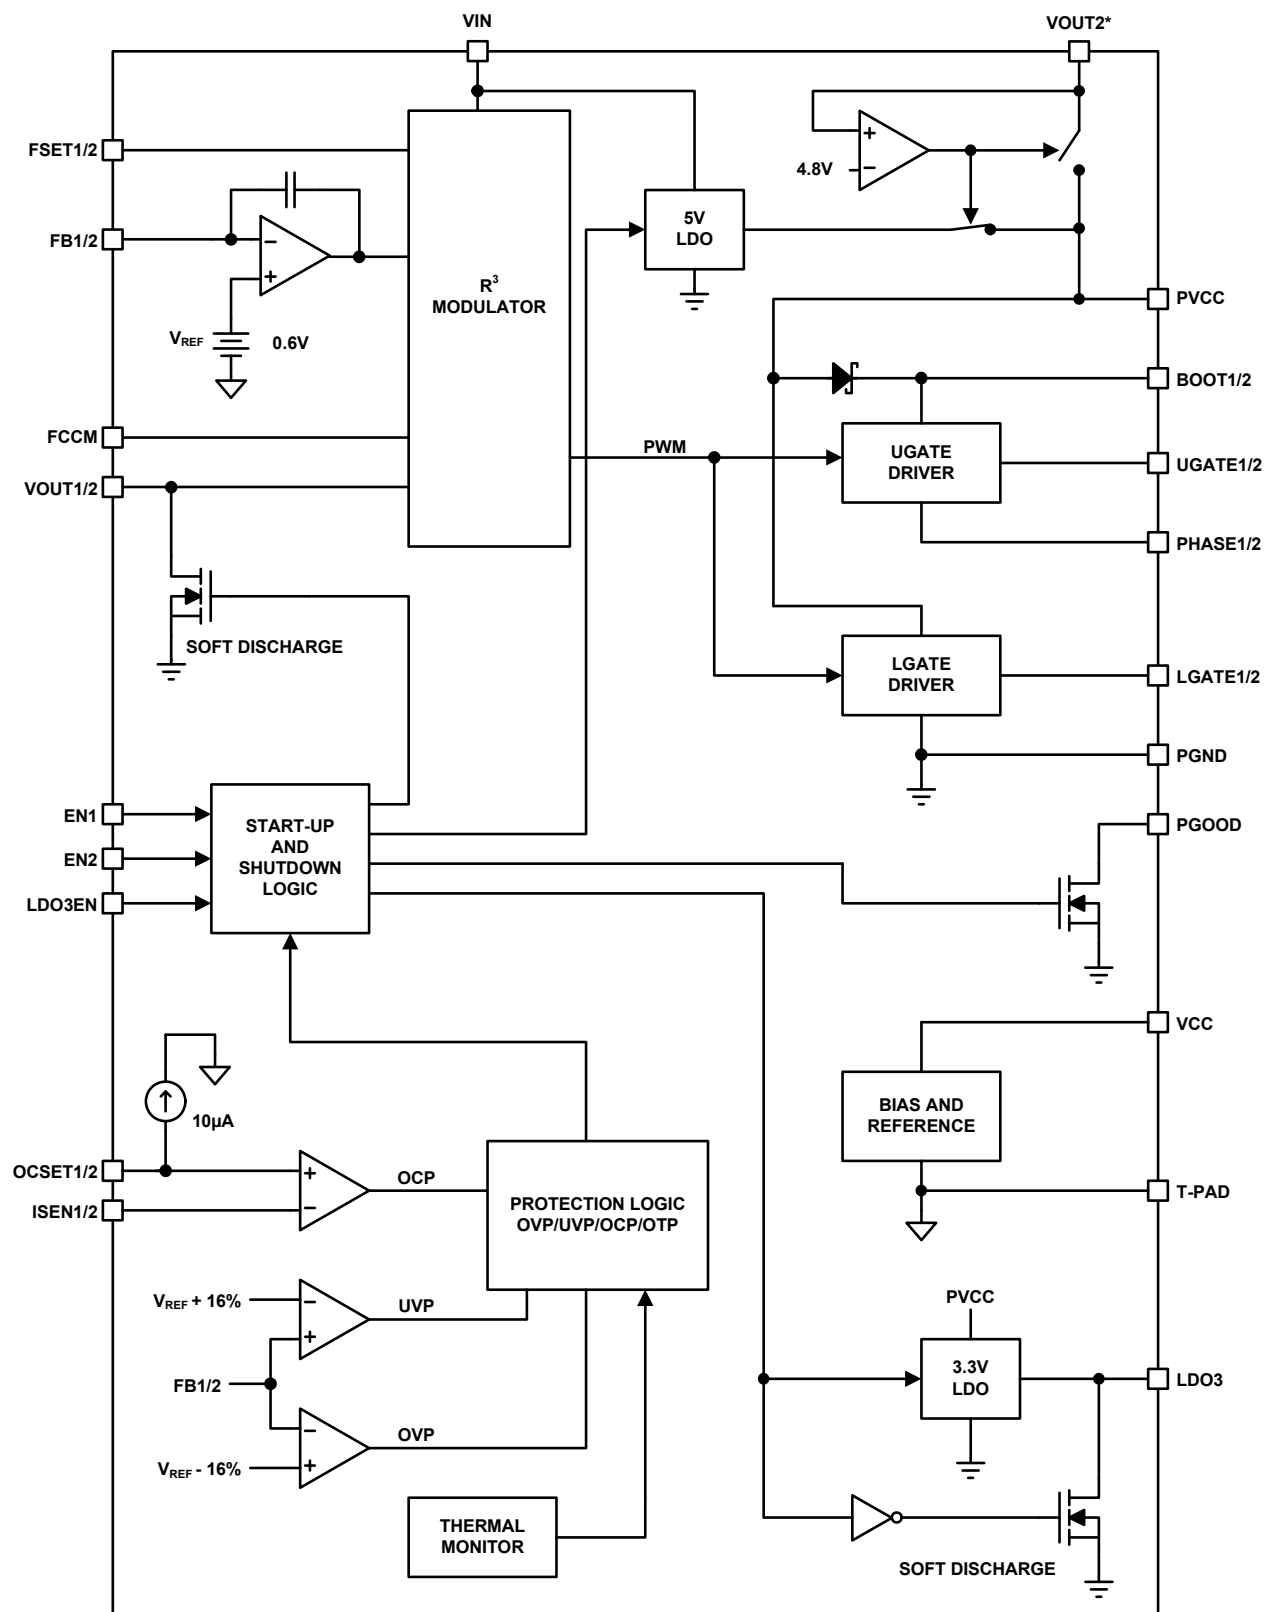 VIN
VOUT2*
FSET1/2
+
−
4.8V
FB1/2
−
+
VREF
0.6V
R³
MODULATOR
5V
LDO
PVCC
BOOT1/2
FCCM
PWM
UGATE
DRIVER
UGATE1/2
VOUT1/2
PHASE1/2
SOFT DISCHARGE
LGATE
DRIVER
LGATE1/2
PGND
EN1
EN2
LDO3EN
START-UP
AND
SHUTDOWN
LOGIC
PGOOD
VCC
10µA
BIAS AND
REFERENCE
OCSET1/2
ISEN1/2
+
−
OCP
PROTECTION LOGIC
OVP/UVP/OCP/OTP
T-PAD
VREF + 16%
−
+
UVP
PVCC
FB1/2
3.3V
LDO
LDO3
−
+
OVP
VREF - 16%
THERMAL
MONITOR
SOFT DISCHARGE